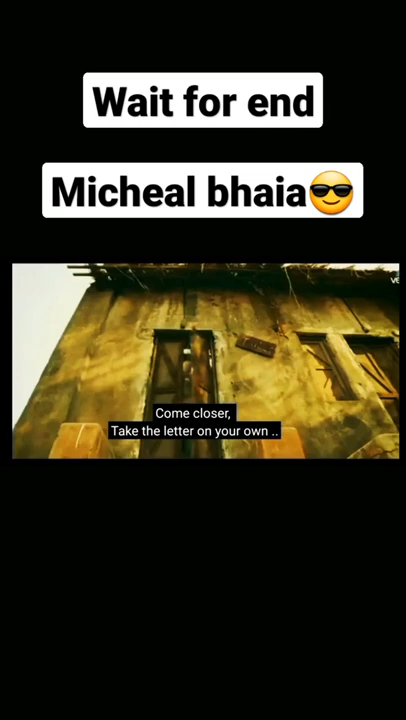 Wait for end
Micheal bhaia😎
Come closer,
Take the letter on your own ..